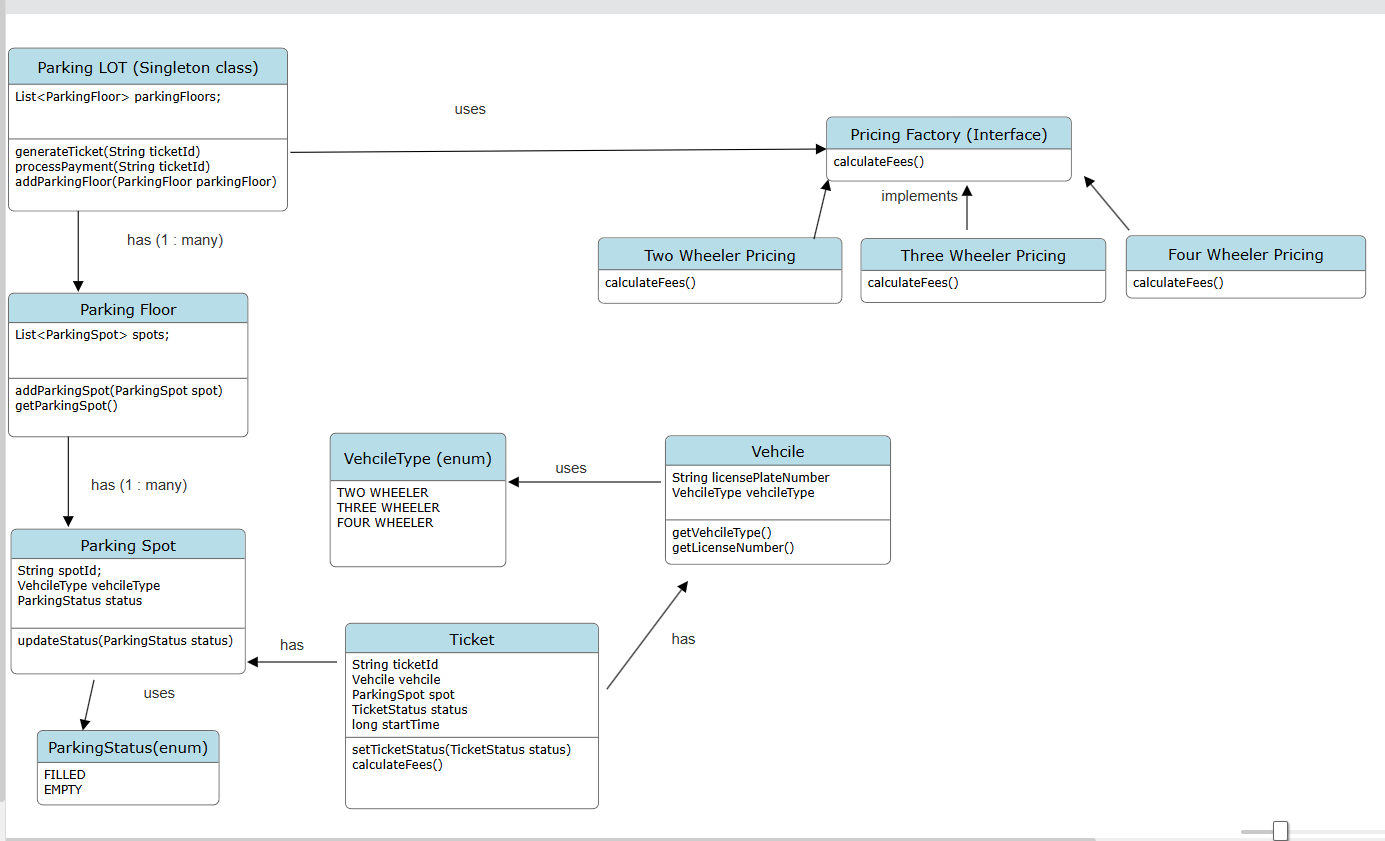 Parking LOT (Singleton class)
List<ParkingFloor> parkingFloors;
generateTicket(String ticketId)
processPayment(String ticketId)
addParkingFloor(ParkingFloor parkingFloor)
uses
Pricing Factory (Interface)
calculateFees()
implements
has (1 : many)
Two Wheeler Pricing
calculateFees()
Three Wheeler Pricing
calculateFees()
Four Wheeler Pricing
calculateFees()
Parking Floor
List<ParkingSpot> spots;
addParkingSpot(ParkingSpot spot)
getParkingSpot()
has (1 : many)
VehcileType (enum)
TWO WHEELER
THREE WHEELER
FOUR WHEELER
uses
Vehcile
String licensePlateNumber
VehcileType vehcileType
getVehcileType()
getLicenseNumber()
Parking Spot
String spotId;
VehcileType vehcileType
ParkingStatus status
updateStatus(ParkingStatus status)
has
Ticket
String ticketId
Vehcile vehcile
ParkingSpot spot
TicketStatus status
long startTime
setTicketStatus(TicketStatus status)
calculateFees()
has
uses
ParkingStatus(enum)
FILLED
EMPTY